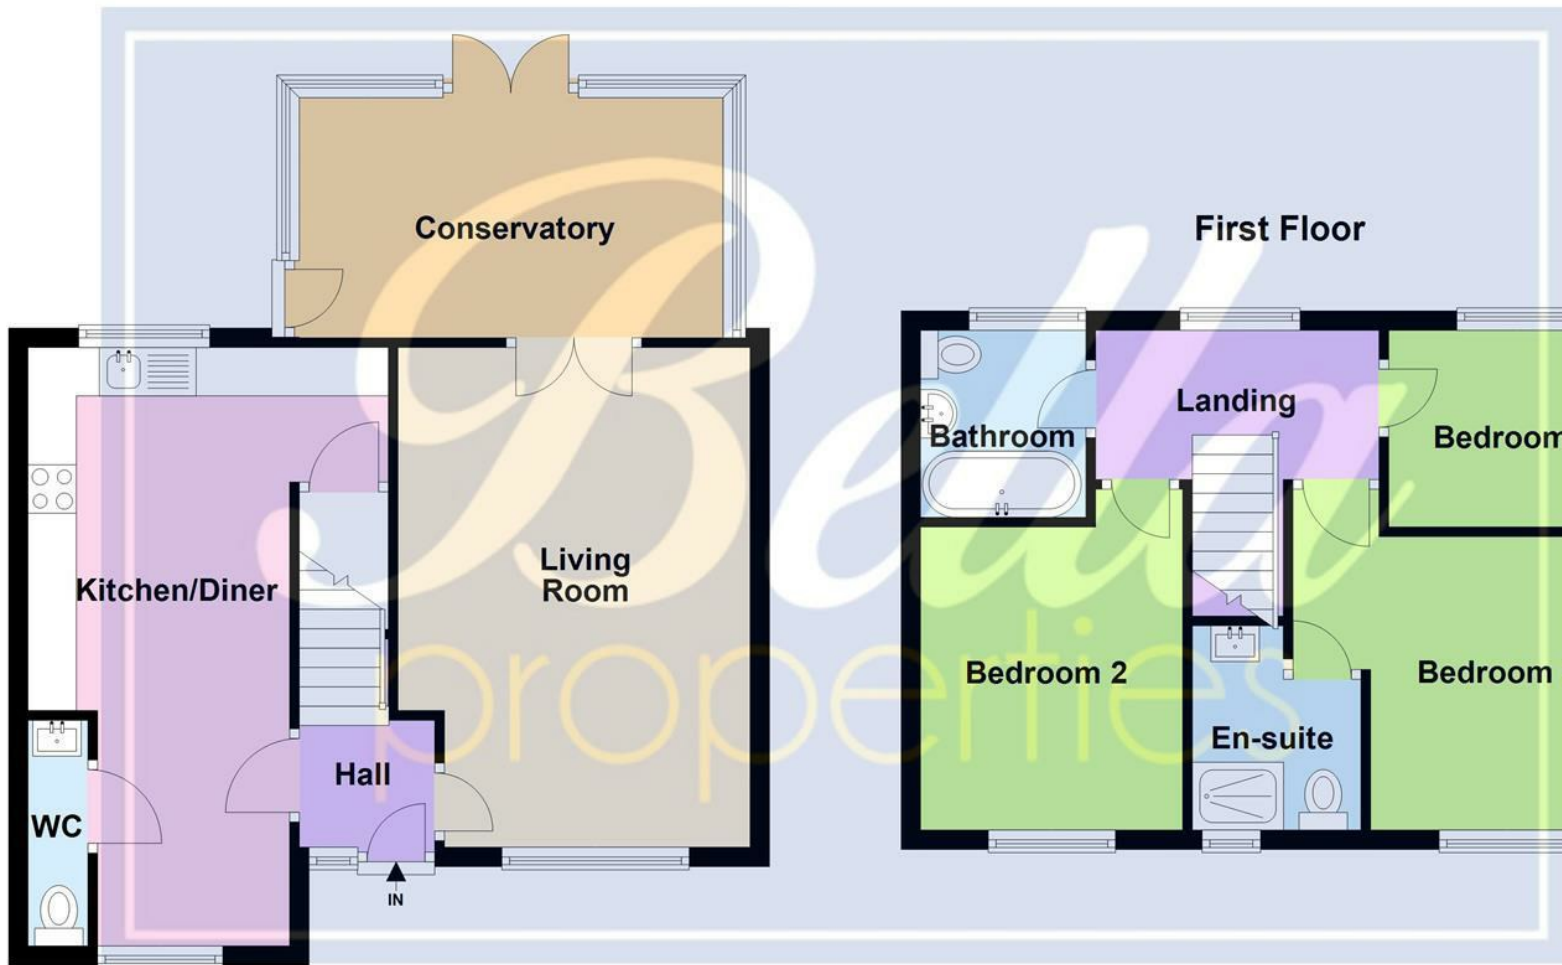 Conservatory
First Floor
Landing
Bathroom
Bedroom
Living
Room
Kitchen/Diner
Bedroom 2
Bedroom
En-suite
Hall
WC
IN
Bella
properties